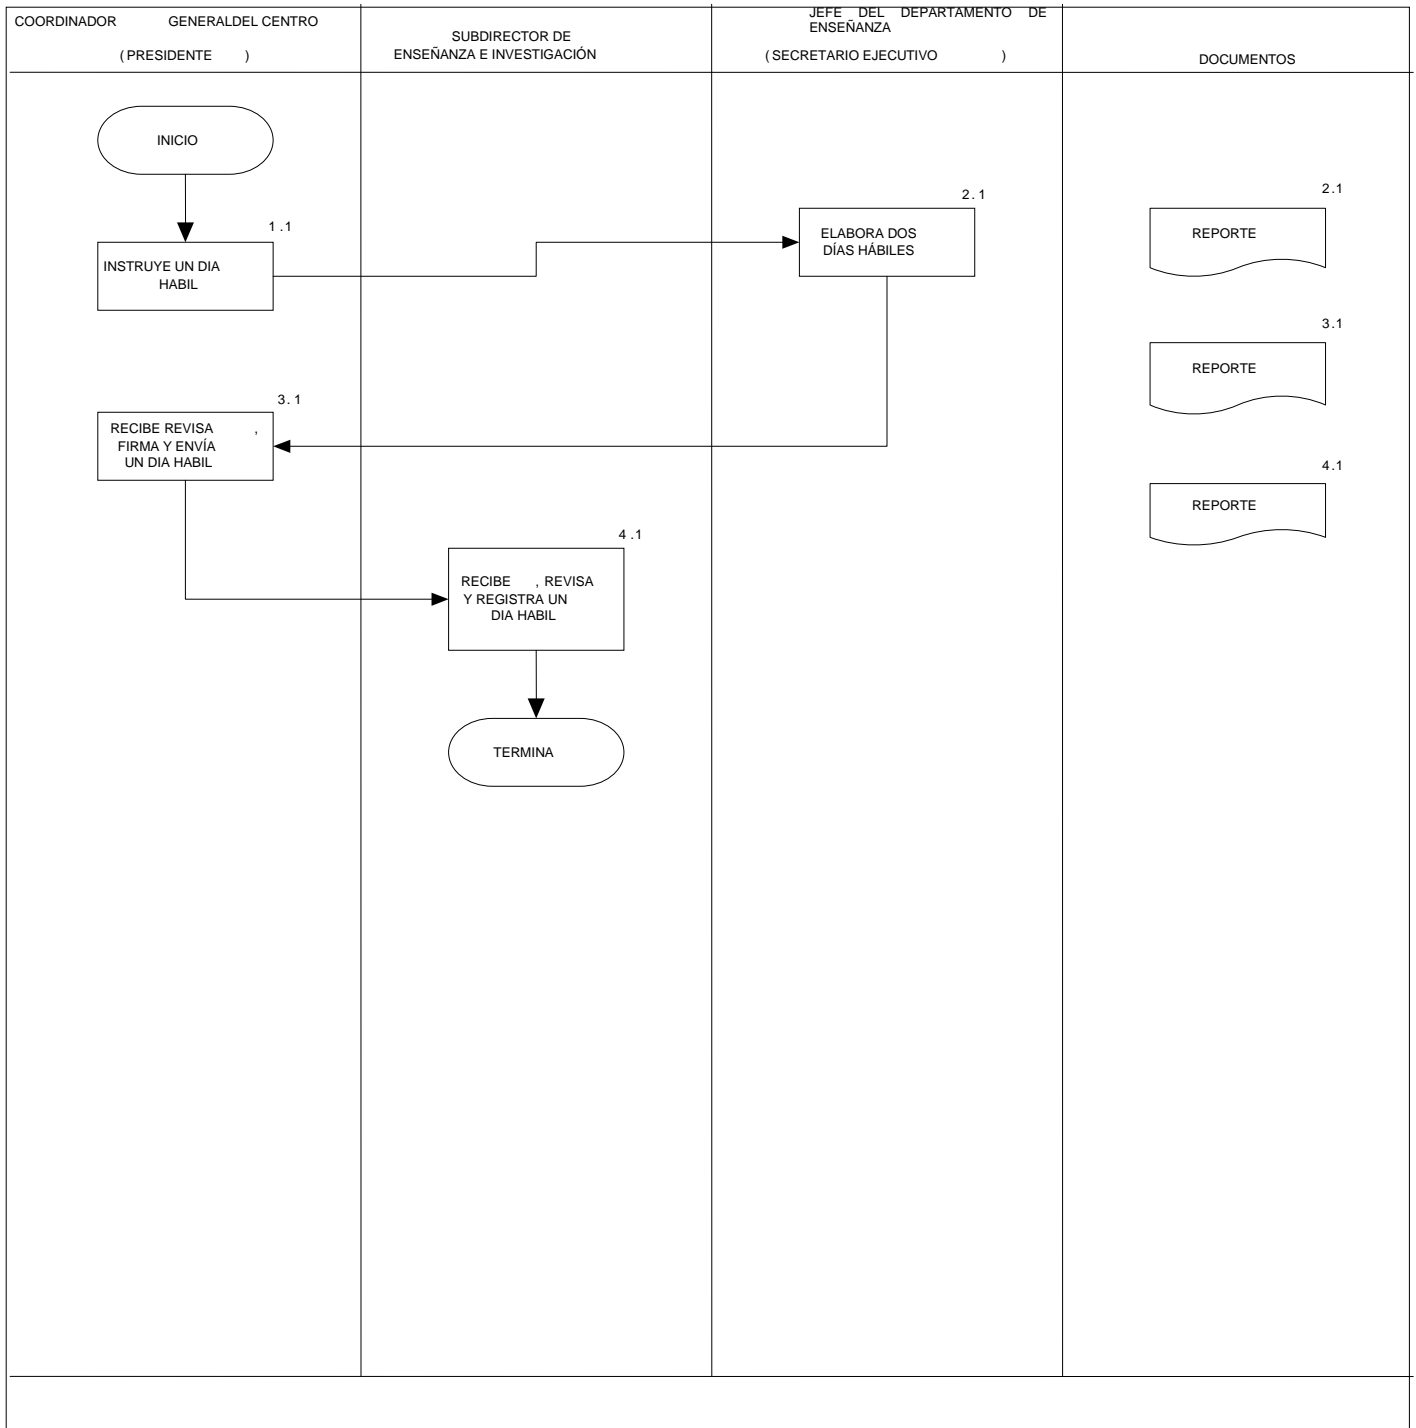 COORDINADOR GENERALDEL CENTRO
(PRESIDENTE )
SUBDIRECTOR DE
ENSEÑANZA E INVESTIGACIÓN
JEFE DEL DEPARTAMENTO DE
ENSEÑANZA
(SECRETARIO EJECUTIVO )
DOCUMENTOS
INICIO
1.1
INSTRUYE UN DIA
HABIL
2.1
ELABORA DOS
DÍAS HÁBILES
2.1
REPORTE
3.1
REPORTE
3.1
RECIBE REVISA ,
FIRMA Y ENVÍA
UN DIA HABIL
4.1
REPORTE
4.1
RECIBE , REVISA
Y REGISTRA UN
DIA HABIL
TERMINA